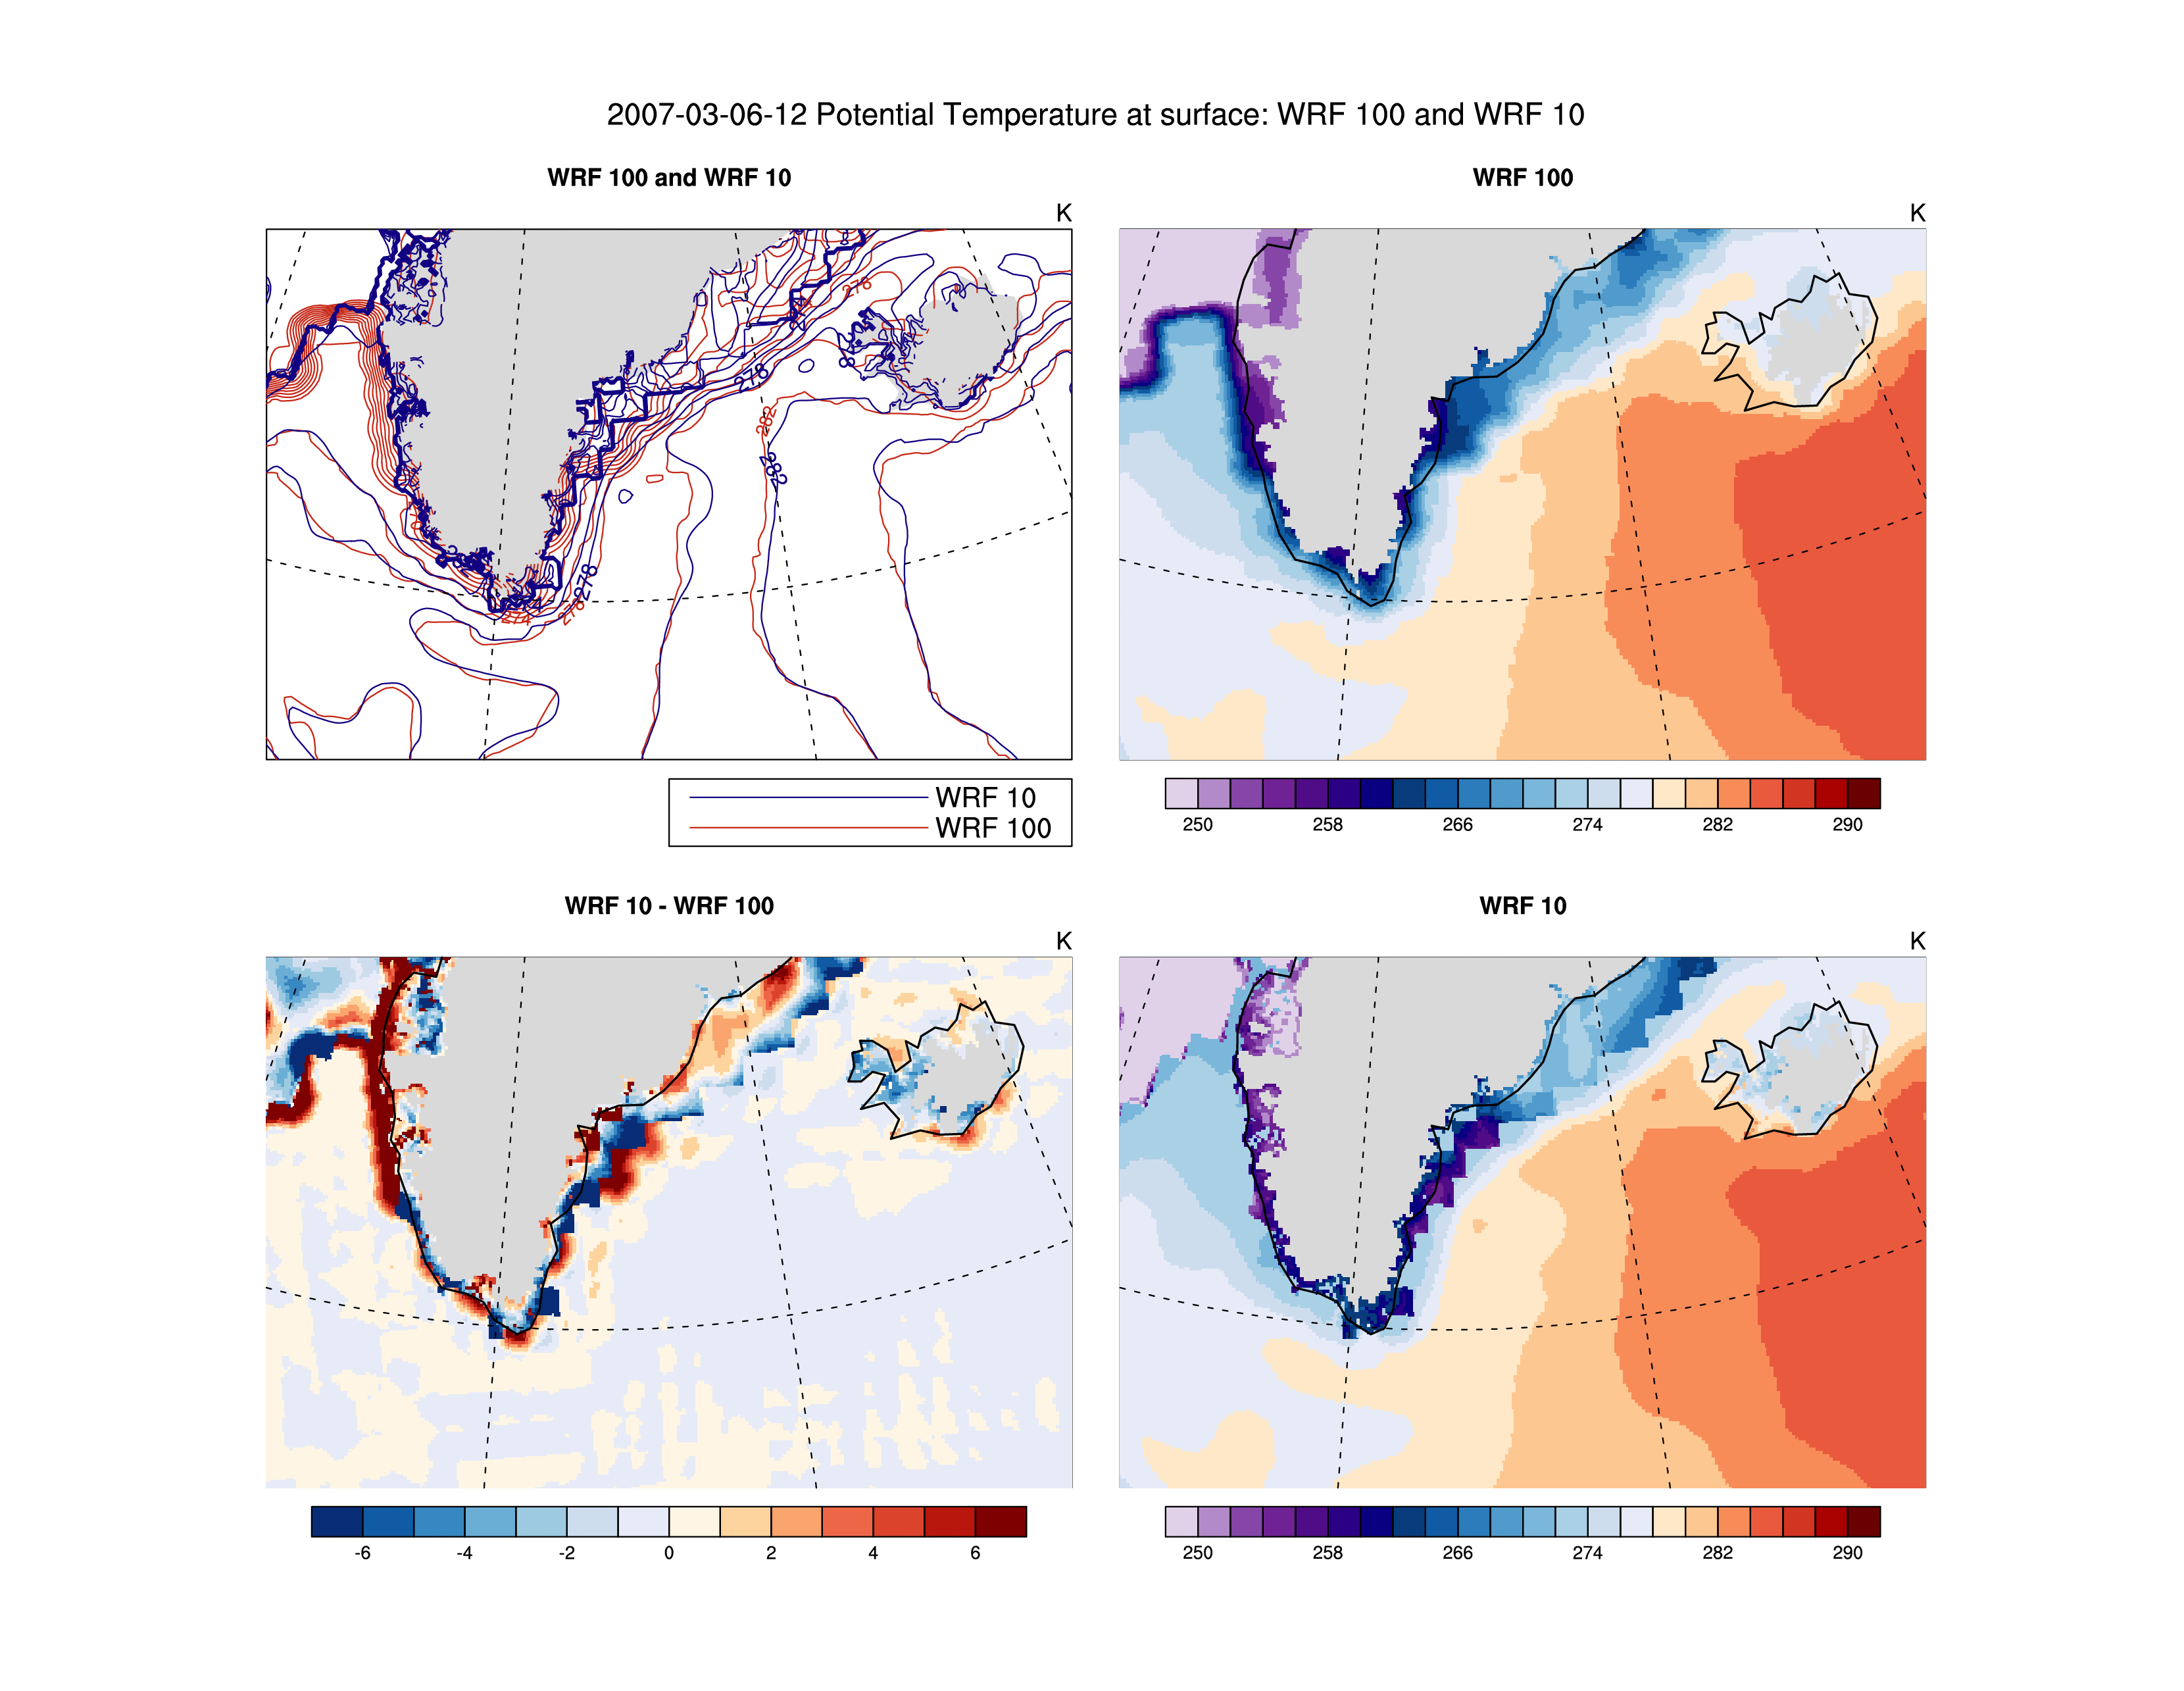 2007-03-06-12 Potential Temperature at surface: WRF 100 and WRF 10
WRF 100 and WRF 10
K
276
278
278
282
282
278
274
278
WRF 10
WRF 100
WRF 100
K
250 258 266 274 282 290
WRF 10 - WRF 100
K
-6 -4 -2 0 2 4 6
WRF 10
K
250 258 266 274 282 290